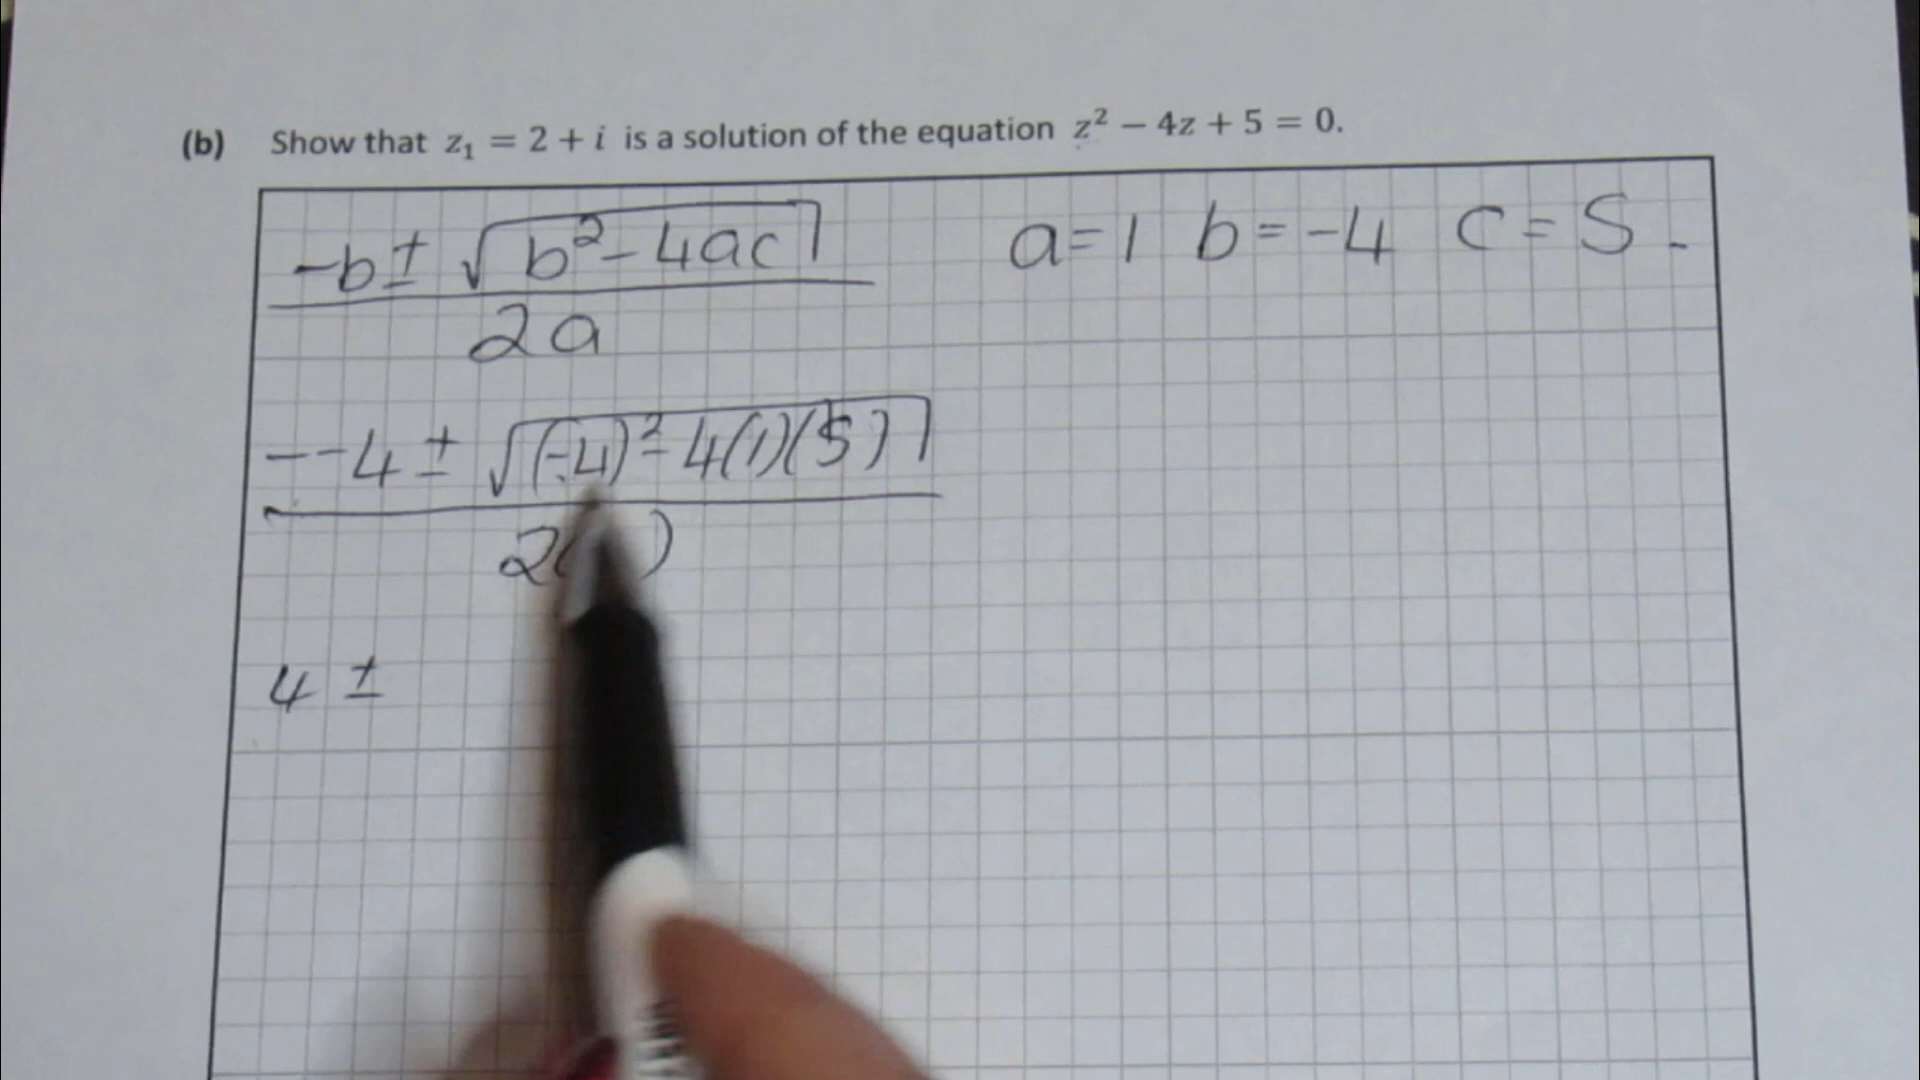 (b) Show that z₁ = 2 + i is a solution of the equation z² − 4z + 5 = 0.
-b ± √(b² - 4ac) a = 1 b = -4 c = 5
2a
--4 ± √((-4)² - 4(1)(5))
2( )
4 ±